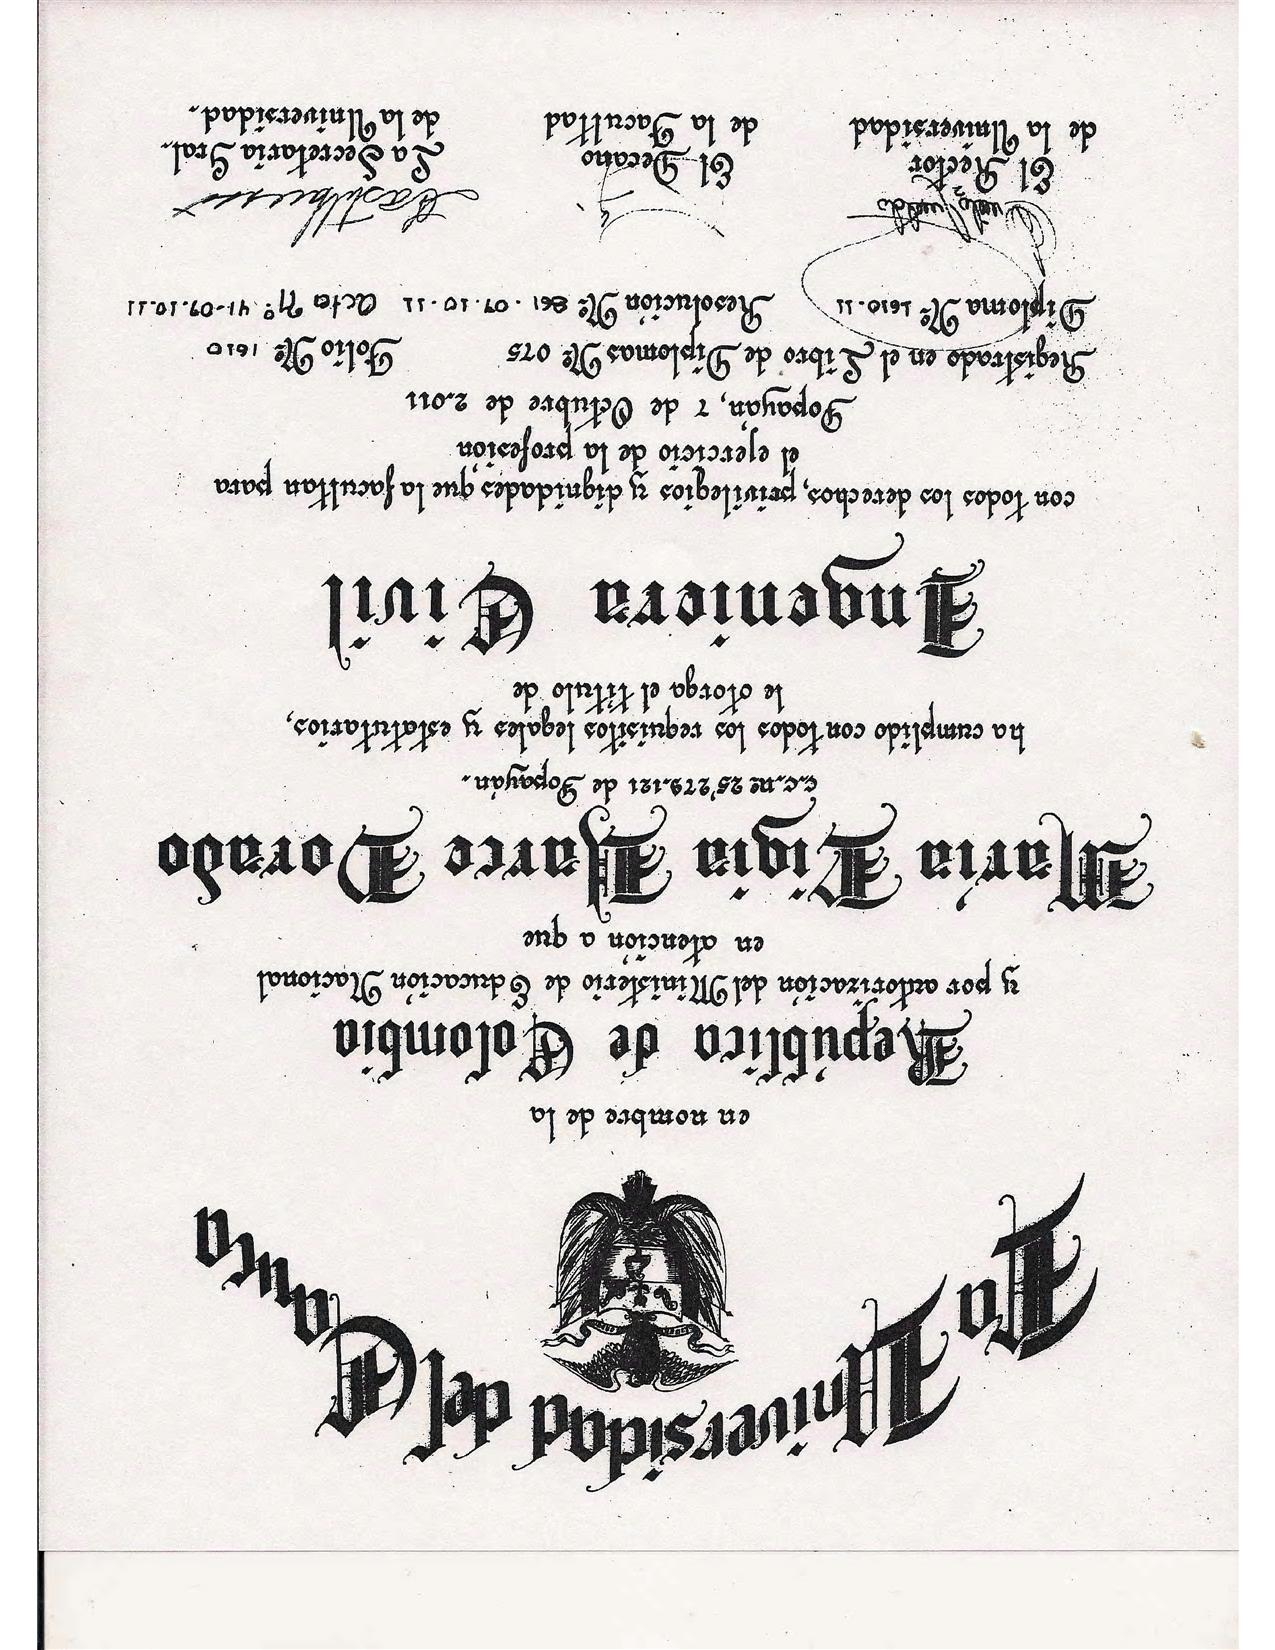 La Universidad del Cauca
en nombre de la
República de Colombia
y por autorización del Ministerio de Educación Nacional
en atención a que
María Ligia Narce Dorado
c.c. nº 25'279.121 de Popayán.
ha cumplido con todos los requisitos legales y estatutarios,
le otorga el título de
Ingeniera Civil
con todos los derechos, privilegios y dignidades que la facultan para
el ejercicio de la profesión
Popayán, 7 de Octubre de 2.011
Registrado en el Libro de Diplomas Nº 075 Folio Nº 1610
Diploma Nº 1610.11 Resolución Nº 861.07.10.11 Acta Nº 41-07.10.11
El Rector de la Universidad
El Decano de la Facultad
La Secretaria Gral. de la Universidad.